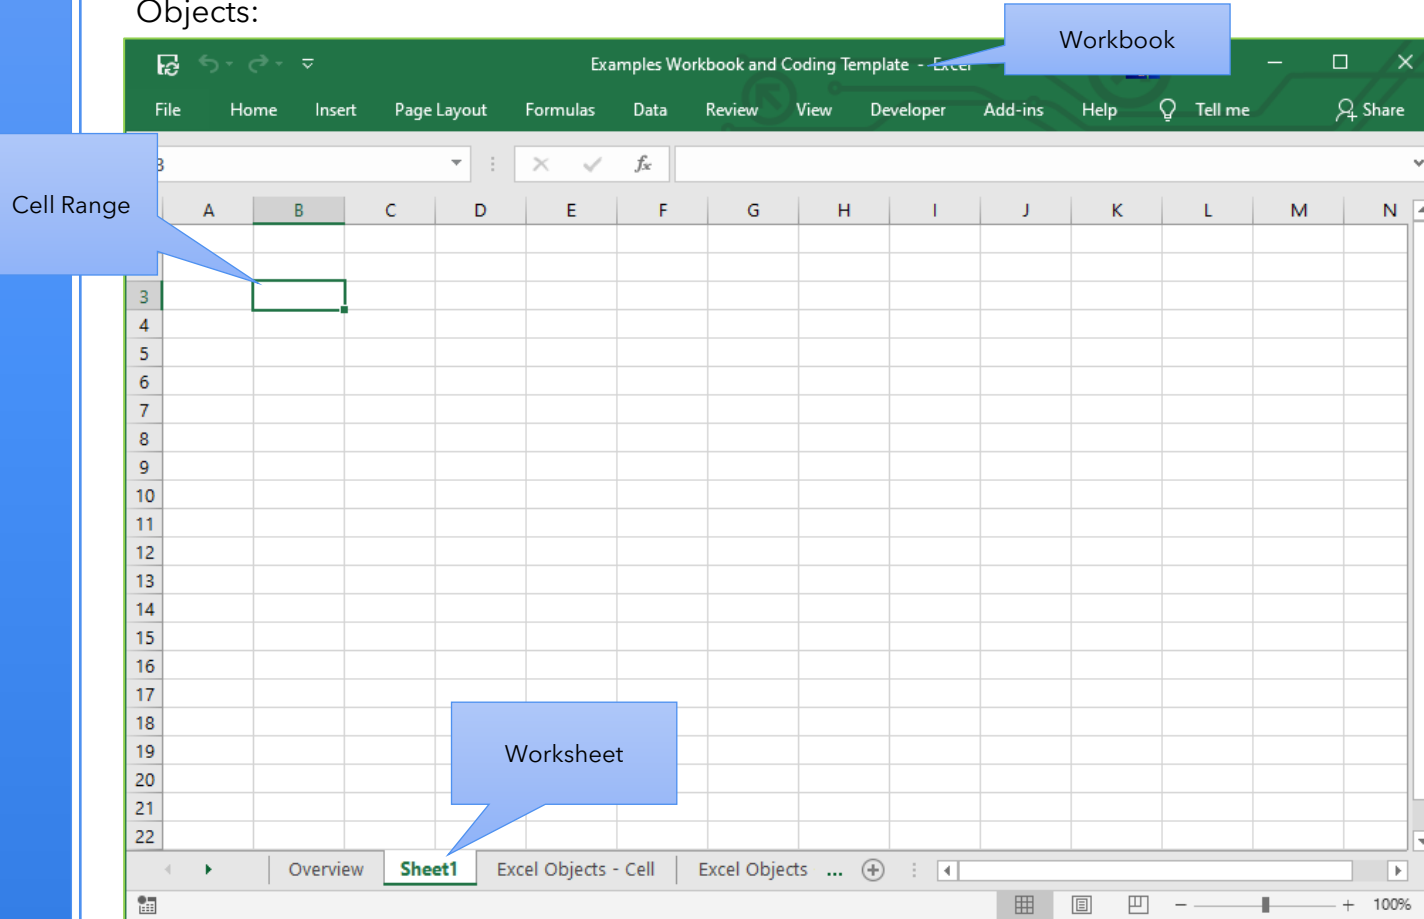 Objects:
Workbook
Examples Workbook and Coding Template - Excel
File Home Insert Page Layout Formulas Data Review View Developer Add-ins Help Tell me Share
fx
Cell Range
A B C D E F G H I J K L M N
3
4
5
6
7
8
9
10
11
12
13
14
15
16
17
18
Worksheet
19
20
21
22
Overview Sheet1 Excel Objects - Cell Excel Objects ...
100%